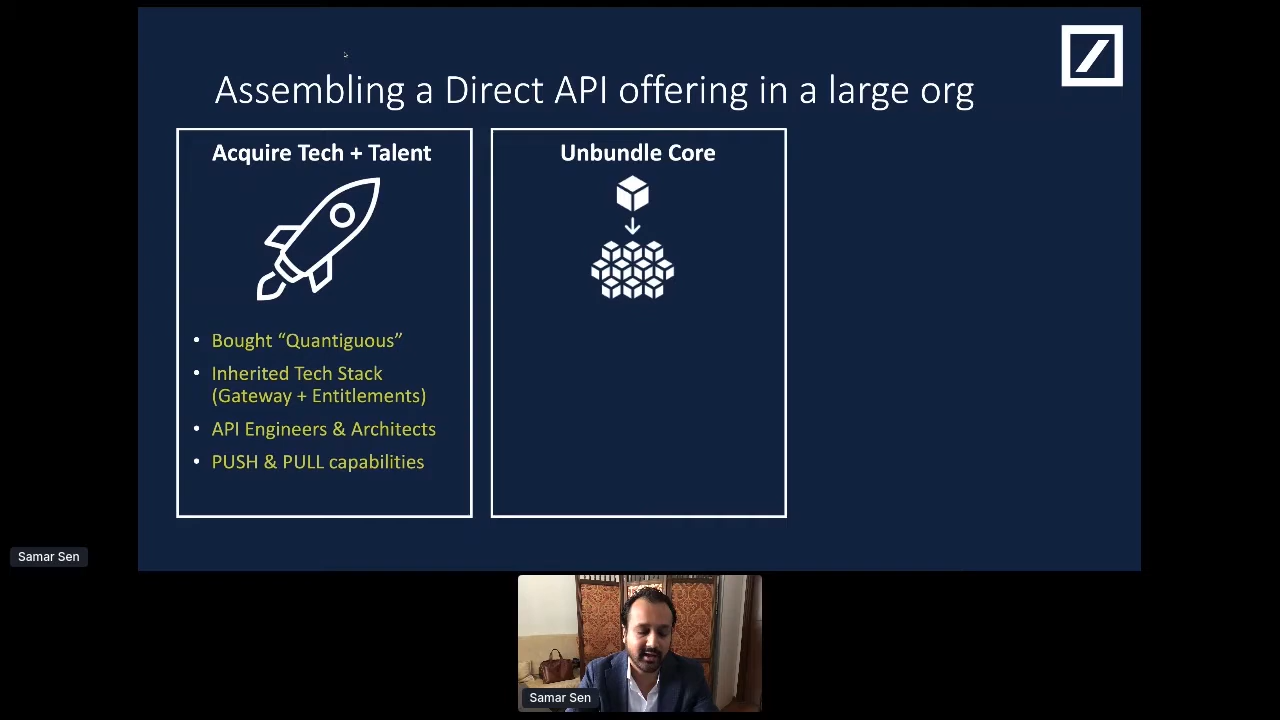 Assembling a Direct API offering in a large org
Acquire Tech + Talent
Bought “Quantiguous”
Inherited Tech Stack
(Gateway + Entitlements)
API Engineers & Architects
PUSH & PULL capabilities
Unbundle Core
Samar Sen
Samar Sen